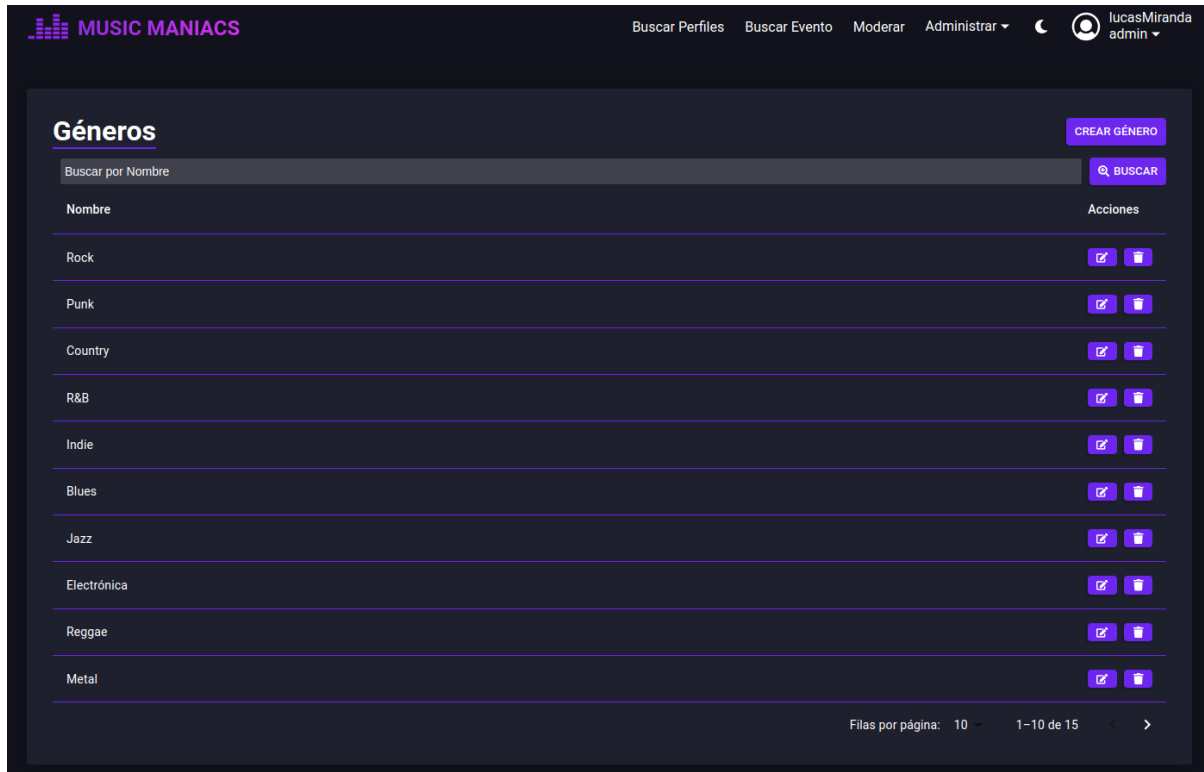 MUSIC MANIACS
Buscar Perfiles Buscar Evento Moderar Administrar lucasMiranda
admin
Géneros CREAR GÉNERO
Buscar por Nombre BUSCAR
Nombre Acciones
Rock
Punk
Country
R&B
Indie
Blues
Jazz
Electrónica
Reggae
Metal
Filas por página: 10 1–10 de 15